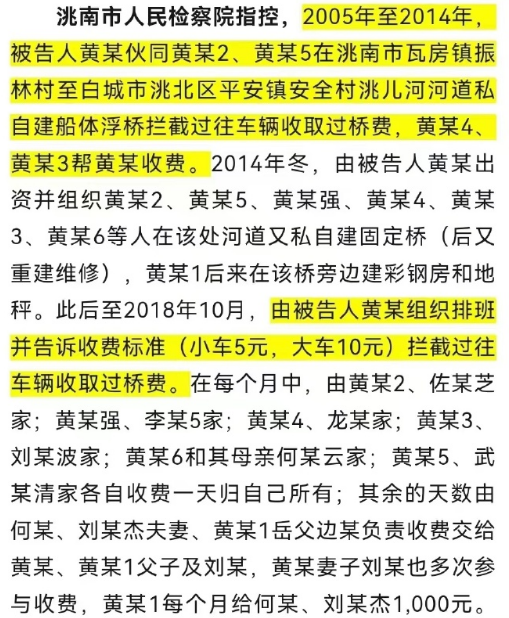 洮南市人民检察院指控，2005年至2014年，
被告人黄某伙同黄某2、黄某5在洮南市瓦房镇振
林村至白城市洮北区平安镇安全村洮儿河河道私
自建船体浮桥拦截过往车辆收取过桥费，黄某4、
黄某3帮黄某收费。2014年冬，由被告人黄某出
资并组织黄某2、黄某5、黄某强、黄某4、黄某
3、黄某6等人在该处河道又私自建固定桥（后又
重建维修），黄某1后来在该桥旁边建彩钢房和地
秤。此后至2018年10月，由被告人黄某组织排班
并告诉收费标准（小车5元，大车10元）拦截过往
车辆收取过桥费。在每个月中，由黄某2、佐某芝
家；黄某强、李某5家；黄某4、龙某家；黄某3、
刘某波家；黄某6和其母亲何某云家；黄某5、武
某清家各自收费一天归自己所有；其余的天数由
何某、刘某杰夫妻、黄某1岳父边某负责收费交给
黄某、黄某1父子及刘某，黄某妻子刘某也多次参
与收费，黄某1每个月给何某、刘某杰1,000元。